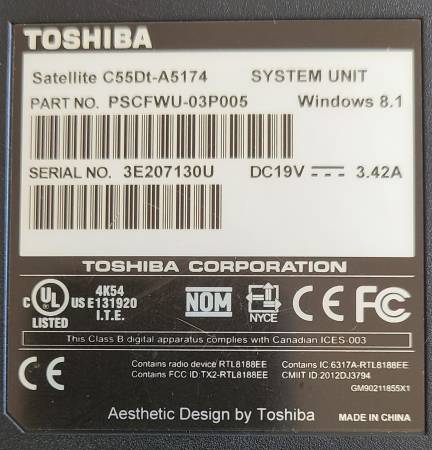 TOSHIBA
Satellite C55Dt-A5174 SYSTEM UNIT
PART NO. PSCFWU-03P005 Windows 8.1
SERIAL NO. 3E207130U DC19V 3.42A
TOSHIBA CORPORATION
C UL US LISTED 4K54 E131920 I.T.E. NOM NYCE CE FC
This Class B digital apparatus complies with Canadian ICES-003
CE
Contains radio device RTL8188EE Contains IC:6317A-RTL8188EE
Contains FCC ID: TX2-RTL8188EE CMIIT ID:2012DJ3794
GM90211855X1
Aesthetic Design by Toshiba MADE IN CHINA